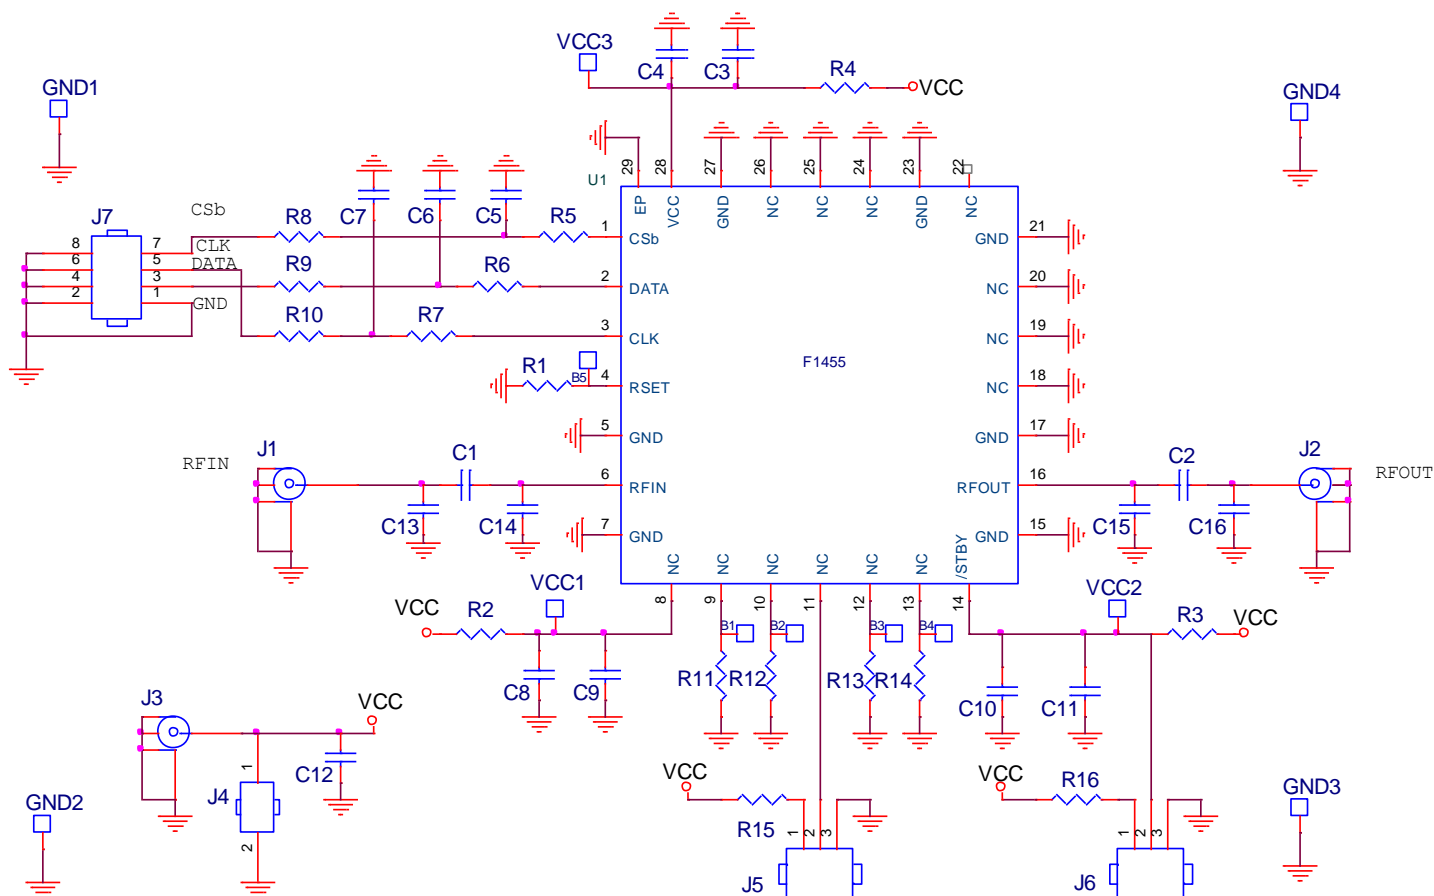 VCC3
C4
C3
R4
VCC
GND1
GND4
29
28
27
26
25
24
23
22
U1
EP
VCC
GND
NC
NC
NC
GND
NC
J7
CSb
R8
C7
C6
C5
R5
1
CSb
GND
21
8
7
CLK
6
5
DATA
R9
R6
2
DATA
NC
20
4
3
2
1
GND
R10
R7
3
CLK
NC
19
F1455
R1
B5
4
RSET
NC
18
5
GND
GND
17
RFIN
J1
C1
6
RFIN
RFOUT
16
C2
J2
RFOUT
C13
C14
7
GND
GND
15
C15
C16
NC
NC
NC
NC
NC
NC
/STBY
8
9
10
11
12
13
14
VCC
R2
VCC1
B1
B2
B3
B4
VCC2
R3
VCC
C8
C9
R11
R12
R13
R14
C10
C11
J3
VCC
C12
1
J4
2
GND2
VCC
R15
1
2
3
J5
VCC
R16
1
2
3
J6
GND3